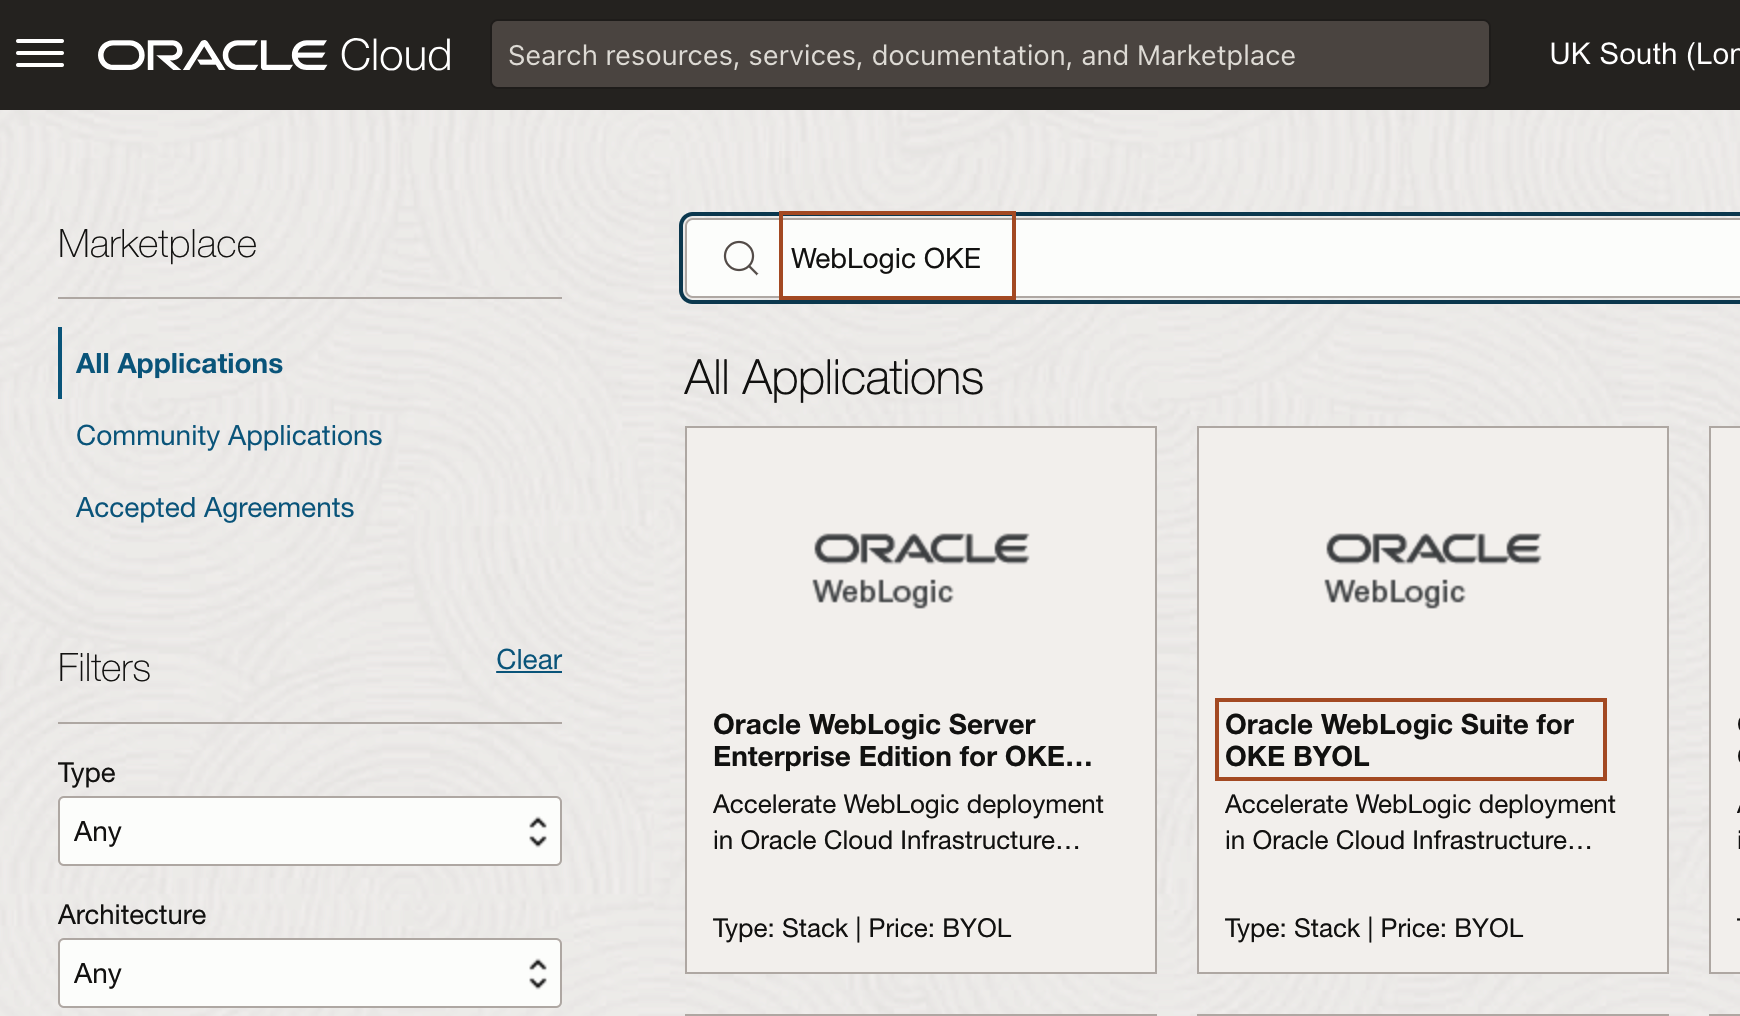 ORACLE Cloud
Search resources, services, documentation, and Marketplace
UK South (Lon
Marketplace
All Applications
Community Applications
Accepted Agreements
Filters
Clear
Type
Any
Architecture
Any
WebLogic OKE
All Applications
ORACLE
WebLogic
Oracle WebLogic Server
Enterprise Edition for OKE...
Accelerate WebLogic deployment
in Oracle Cloud Infrastructure...
Type: Stack | Price: BYOL
ORACLE
WebLogic
Oracle WebLogic Suite for
OKE BYOL
Accelerate WebLogic deployment
in Oracle Cloud Infrastructure...
Type: Stack | Price: BYOL